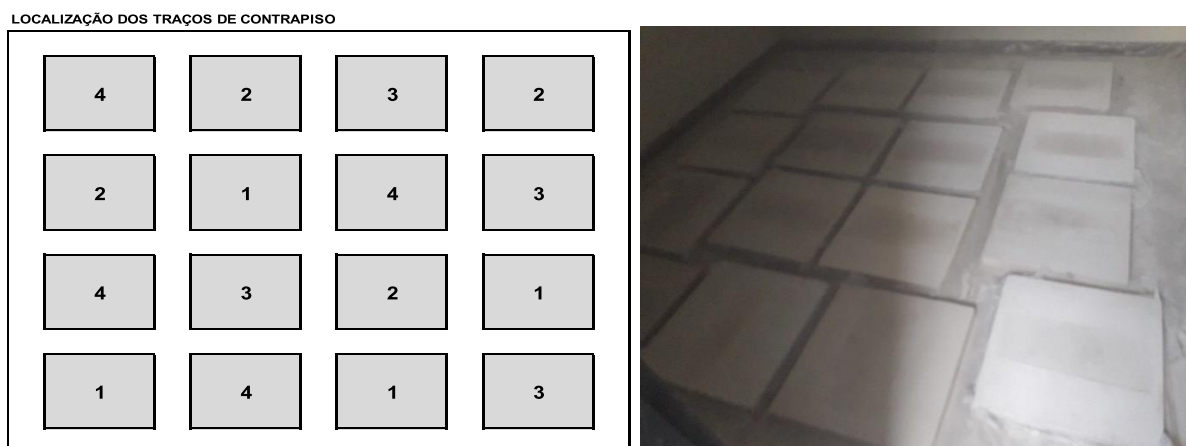 LOCALIZAÇÃO DOS TRAÇOS DE CONTRAPISO
4 2 3 2
2 1 4 3
4 3 2 1
1 4 1 3